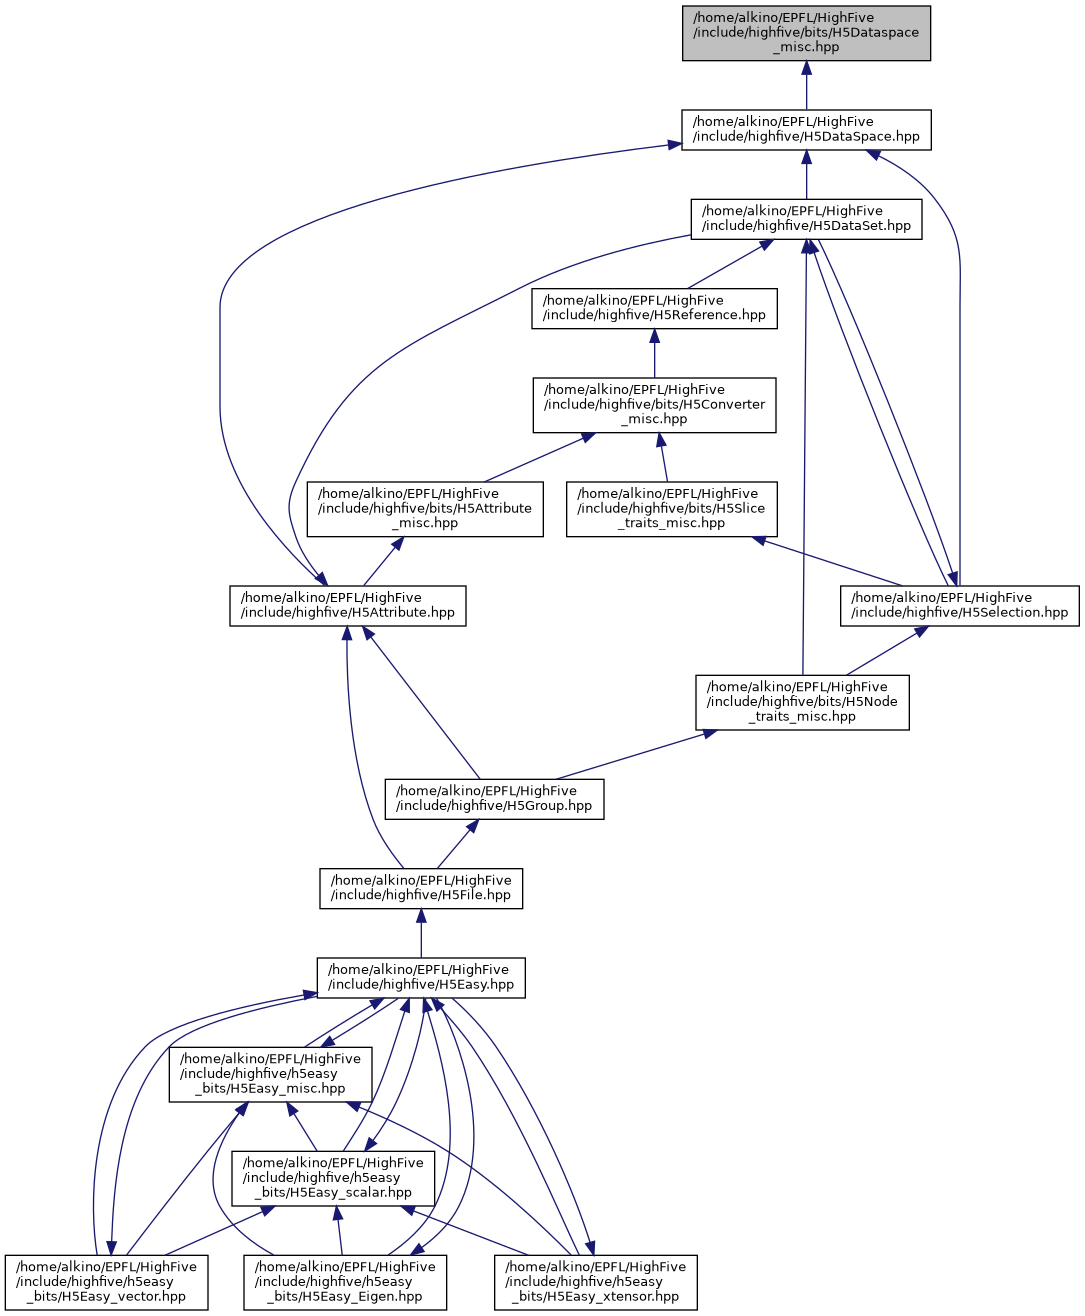 /home/alkino/EPFL/HighFive
/include/highfive/bits/H5Dataspace
_misc.hpp
/home/alkino/EPFL/HighFive
/include/highfive/H5DataSpace.hpp
/home/alkino/EPFL/HighFive
/include/highfive/H5DataSet.hpp
/home/alkino/EPFL/HighFive
/include/highfive/H5Reference.hpp
/home/alkino/EPFL/HighFive
/include/highfive/bits/H5Converter
_misc.hpp
/home/alkino/EPFL/HighFive
/include/highfive/bits/H5Attribute
_misc.hpp
/home/alkino/EPFL/HighFive
/include/highfive/bits/H5Slice
_traits_misc.hpp
/home/alkino/EPFL/HighFive
/include/highfive/H5Attribute.hpp
/home/alkino/EPFL/HighFive
/include/highfive/H5Selection.hpp
/home/alkino/EPFL/HighFive
/include/highfive/bits/H5Node
_traits_misc.hpp
/home/alkino/EPFL/HighFive
/include/highfive/H5Group.hpp
/home/alkino/EPFL/HighFive
/include/highfive/H5File.hpp
/home/alkino/EPFL/HighFive
/include/highfive/H5Easy.hpp
/home/alkino/EPFL/HighFive
/include/highfive/h5easy
_bits/H5Easy_misc.hpp
/home/alkino/EPFL/HighFive
/include/highfive/h5easy
_bits/H5Easy_scalar.hpp
/home/alkino/EPFL/HighFive
/include/highfive/h5easy
_bits/H5Easy_vector.hpp
/home/alkino/EPFL/HighFive
/include/highfive/h5easy
_bits/H5Easy_Eigen.hpp
/home/alkino/EPFL/HighFive
/include/highfive/h5easy
_bits/H5Easy_xtensor.hpp